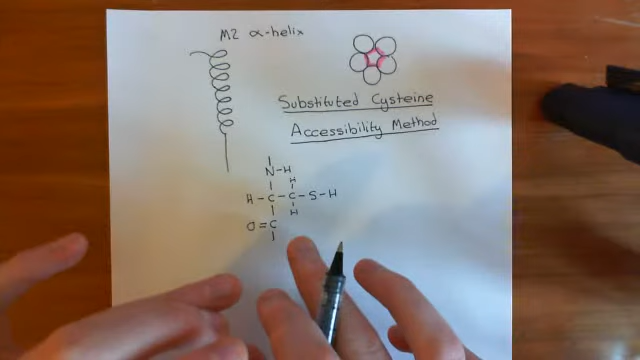 M2 α-helix
Substituted Cysteine
Accessibility Method
N-H
H
H-C-C-S-H
H
O=C